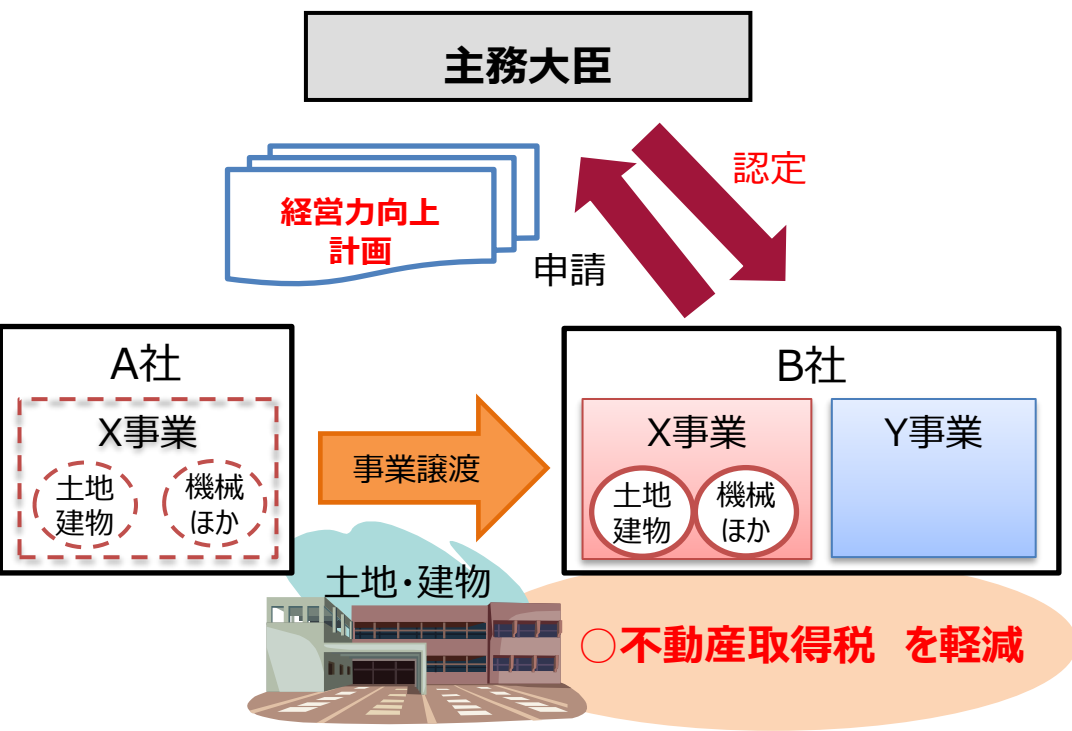 主務大臣
認定
経営力向上
計画
申請
A社
X事業
土地
建物
機械
ほか
事業譲渡
B社
X事業
土地
建物
機械
ほか
Y事業
土地・建物
○不動産取得税 を軽減